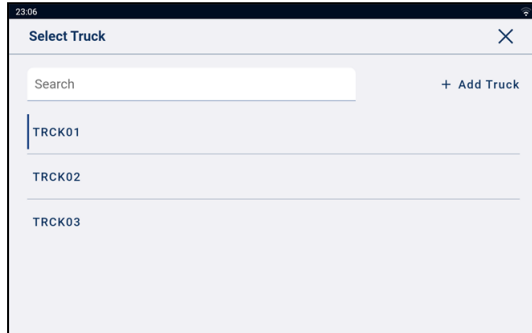 23:06
Select Truck
Search
+ Add Truck
TRCK01
TRCK02
TRCK03